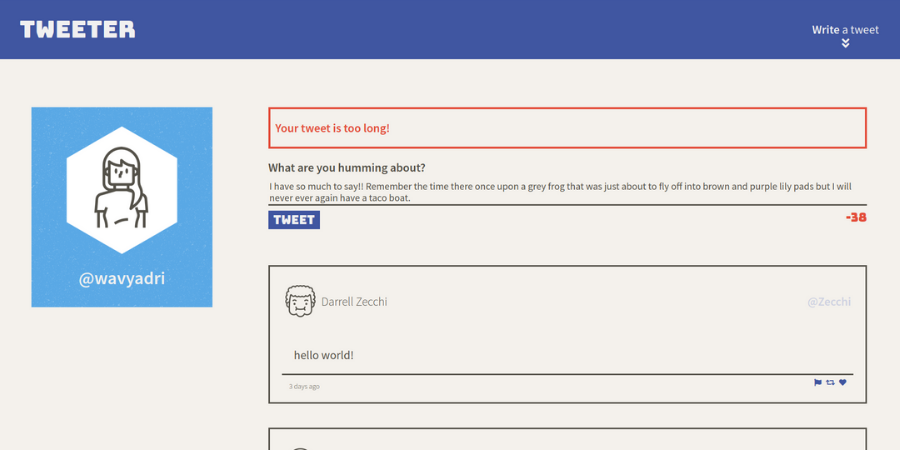 TWEETER
Write a tweet
@wavyadri
Your tweet is too long!
What are you humming about?
I have so much to say!! Remember the time there once upon a grey frog that was just about to fly off into brown and purple lily pads but I will
never ever again have a taco boat.
TWEET
-38
Darrell Zecchi
@Zecchi
hello world!
3 days ago